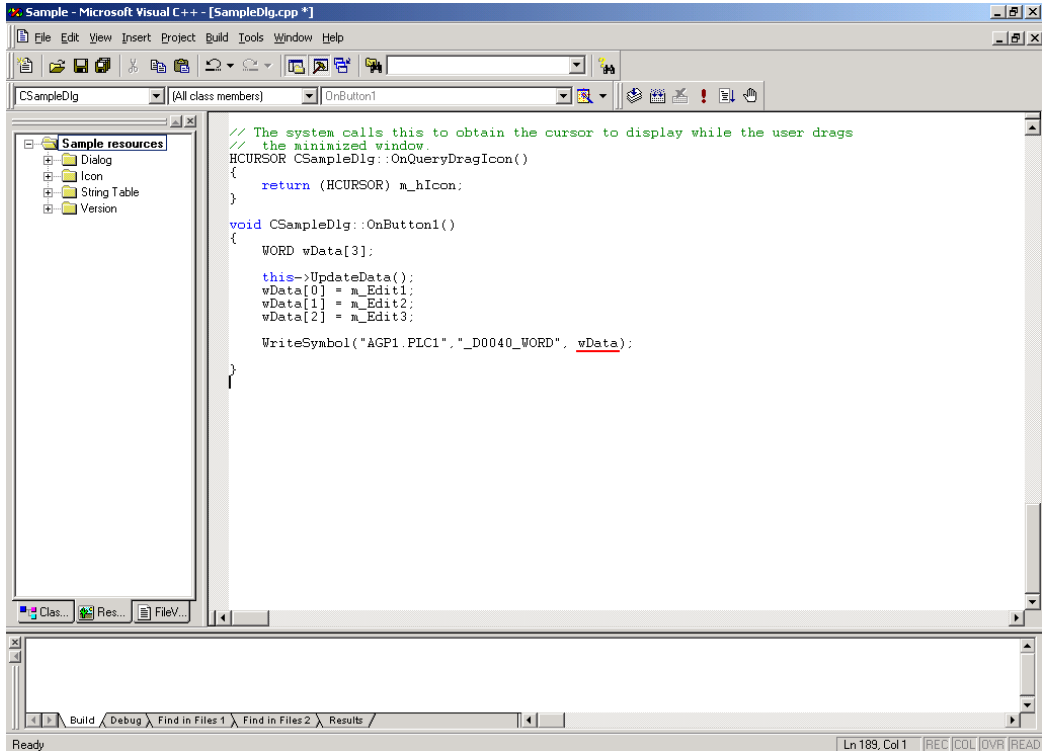 Sample - Microsoft Visual C++ - [SampleDlg.cpp *]
File Edit View Insert Project Build Tools Window Help
CSampleDlg (All class members) OnButton1
Sample resources
Dialog
Icon
String Table
Version
// The system calls this to obtain the cursor to display while the user drags
//  the minimized window.
HCURSOR CSampleDlg::OnQueryDragIcon()
{
    return (HCURSOR) m_hIcon;
}
void CSampleDlg::OnButton1()
{
    WORD wData[3];
    this->UpdateData();
    wData[0] = m_Edit1;
    wData[1] = m_Edit2;
    wData[2] = m_Edit3;
    WriteSymbol("AGP1.PLC1","_D0040_WORD", wData);
}
Clas... Res... FileV...
Build Debug Find in Files 1 Find in Files 2 Results
Ready Ln 189, Col 1 REC COL OVR READ